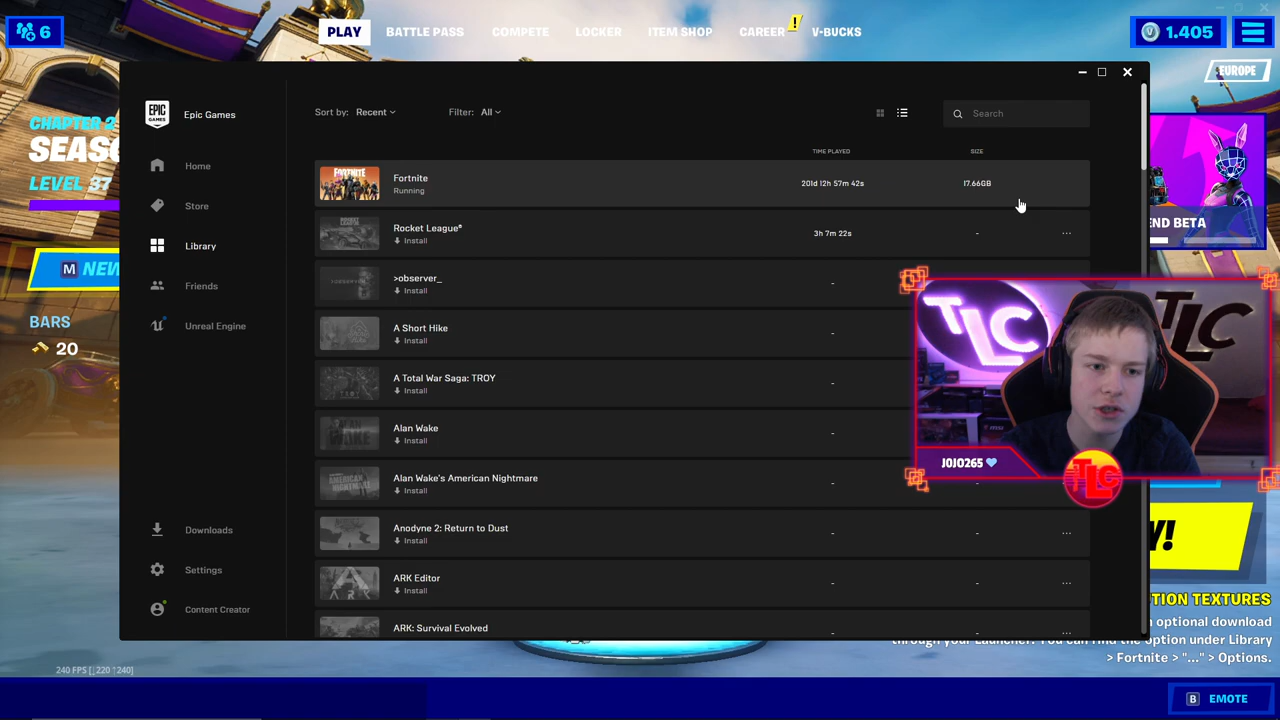 6
PLAY
BATTLE PASS
COMPETE
LOCKER
ITEM SHOP
CAREER
!
V-BUCKS
V 1.405
EUROPE
CHAPTER 2
SEAS
LEVEL 37
M NEW
BARS
20
EPIC GAMES
Epic Games
Home
Store
Library
Friends
Unreal Engine
Downloads
Settings
Content Creator
Sort by: Recent
Filter: All
Search
TIME PLAYED
SIZE
FORTNITE
Fortnite
Running
201d 12h 57m 42s
17.66GB
Rocket League®
Install
3h 7m 22s
-
...
>observer_
Install
-
A Short Hike
Install
-
A Total War Saga: TROY
Install
-
Alan Wake
Install
-
Alan Wake's American Nightmare
Install
-
Anodyne 2: Return to Dust
Install
-
-
...
ARK Editor
Install
-
-
...
ARK: Survival Evolved
END BETA
TLC
TLC
JOJO265
TLC
Y!
TION TEXTURES
n optional download
through your Launcher. You can find the option under Library
> Fortnite > "..." > Options.
240 FPS [↓220 ↑240]
B EMOTE